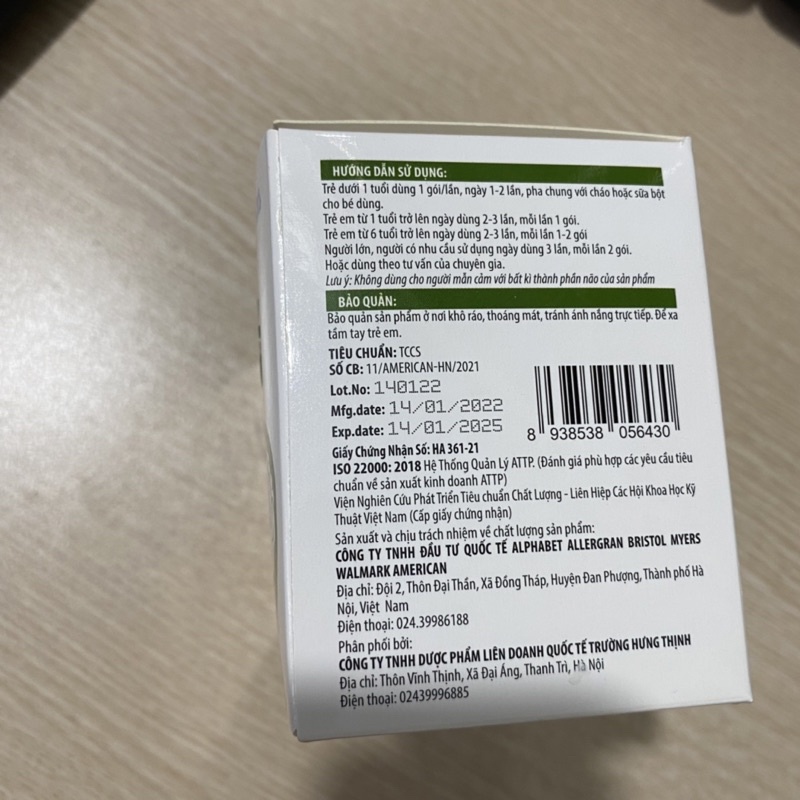 HƯỚNG DẪN SỬ DỤNG:
Trẻ dưới 1 tuổi dùng 1 gói/lần, ngày 1-2 lần, pha chung với cháo hoặc sữa bột
cho bé dùng.
Trẻ em từ 1 tuổi trở lên ngày dùng 2-3 lần, mỗi lần 1 gói.
Trẻ em từ 6 tuổi trở lên ngày dùng 2-3 lần, mỗi lần 1-2 gói
Người lớn, người có nhu cầu sử dụng ngày dùng 3 lần, mỗi lần 2 gói.
Hoặc dùng theo tư vấn của chuyên gia.
Lưu ý: Không dùng cho người mẫn cảm với bất kì thành phần nào của sản phẩm
BẢO QUẢN:
Bảo quản sản phẩm ở nơi khô ráo, thoáng mát, tránh ánh nắng trực tiếp. Để xa
tầm tay trẻ em.
TIÊU CHUẨN: TCCS
SỐ CB: 11/AMERICAN-HN/2021
Lot.No: 140122
Mfg.date: 14/01/2022
Exp.date: 14/01/2025
8 938538 056430
Giấy Chứng Nhận Số: HA 361-21
ISO 22000: 2018 Hệ Thống Quản Lý ATTP. (Đánh giá phù hợp các yêu cầu tiêu
chuẩn về sản xuất kinh doanh ATTP)
Viện Nghiên Cứu Phát Triển Tiêu chuẩn Chất Lượng - Liên Hiệp Các Hội Khoa Học Kỹ
Thuật Việt Nam (Cấp giấy chứng nhận)
Sản xuất và chịu trách nhiệm về chất lượng sản phẩm:
CÔNG TY TNHH ĐẦU TƯ QUỐC TẾ ALPHABET ALLERGRAN BRISTOL MYERS
WALMARK AMERICAN
Địa chỉ: Đội 2, Thôn Đại Thần, Xã Đồng Tháp, Huyện Đan Phượng, Thành phố Hà
Nội, Việt Nam
Điện thoại: 024.39986188
Phân phối bởi:
CÔNG TY TNHH DƯỢC PHẨM LIÊN DOANH QUỐC TẾ TRƯỜNG HƯNG THỊNH
Địa chỉ: Thôn Vĩnh Thịnh, Xã Đại Áng, Thanh Trì, Hà Nội
Điện thoại: 02439996885